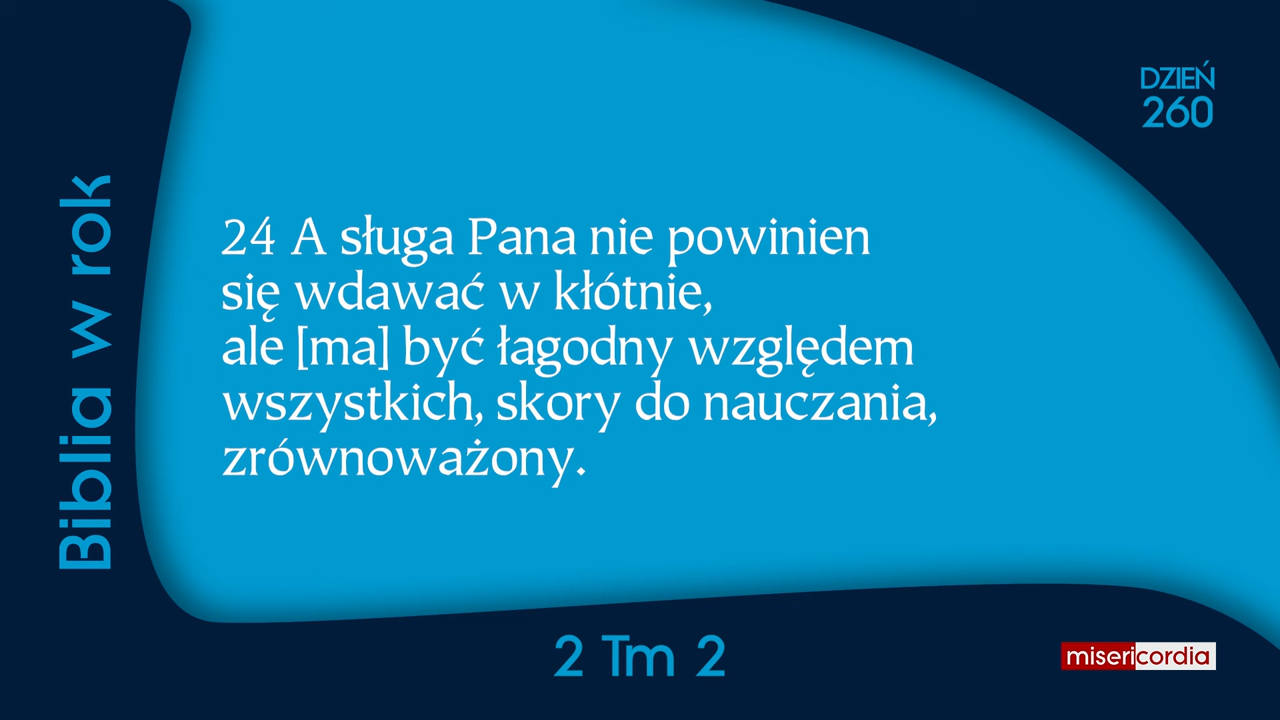 DZIEŃ
260
Biblia w rok
24 A sługa Pana nie powinien
się wdawać w kłótnie,
ale [ma] być łagodny względem
wszystkich, skory do nauczania,
zrównoważony.
2 Tm 2
misericordia